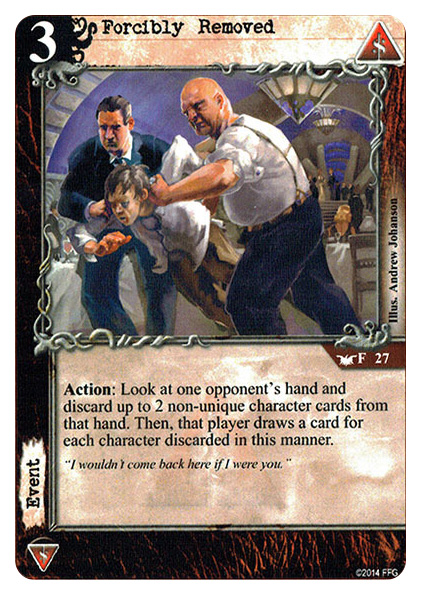 3
Forcibly Removed
Illus. Andrew Johanson
F 27
Action: Look at one opponent's hand and
discard up to 2 non-unique character cards from
that hand. Then, that player draws a card for
each character discarded in this manner.
"I wouldn't come back here if I were you."
Event
©2014 FFG